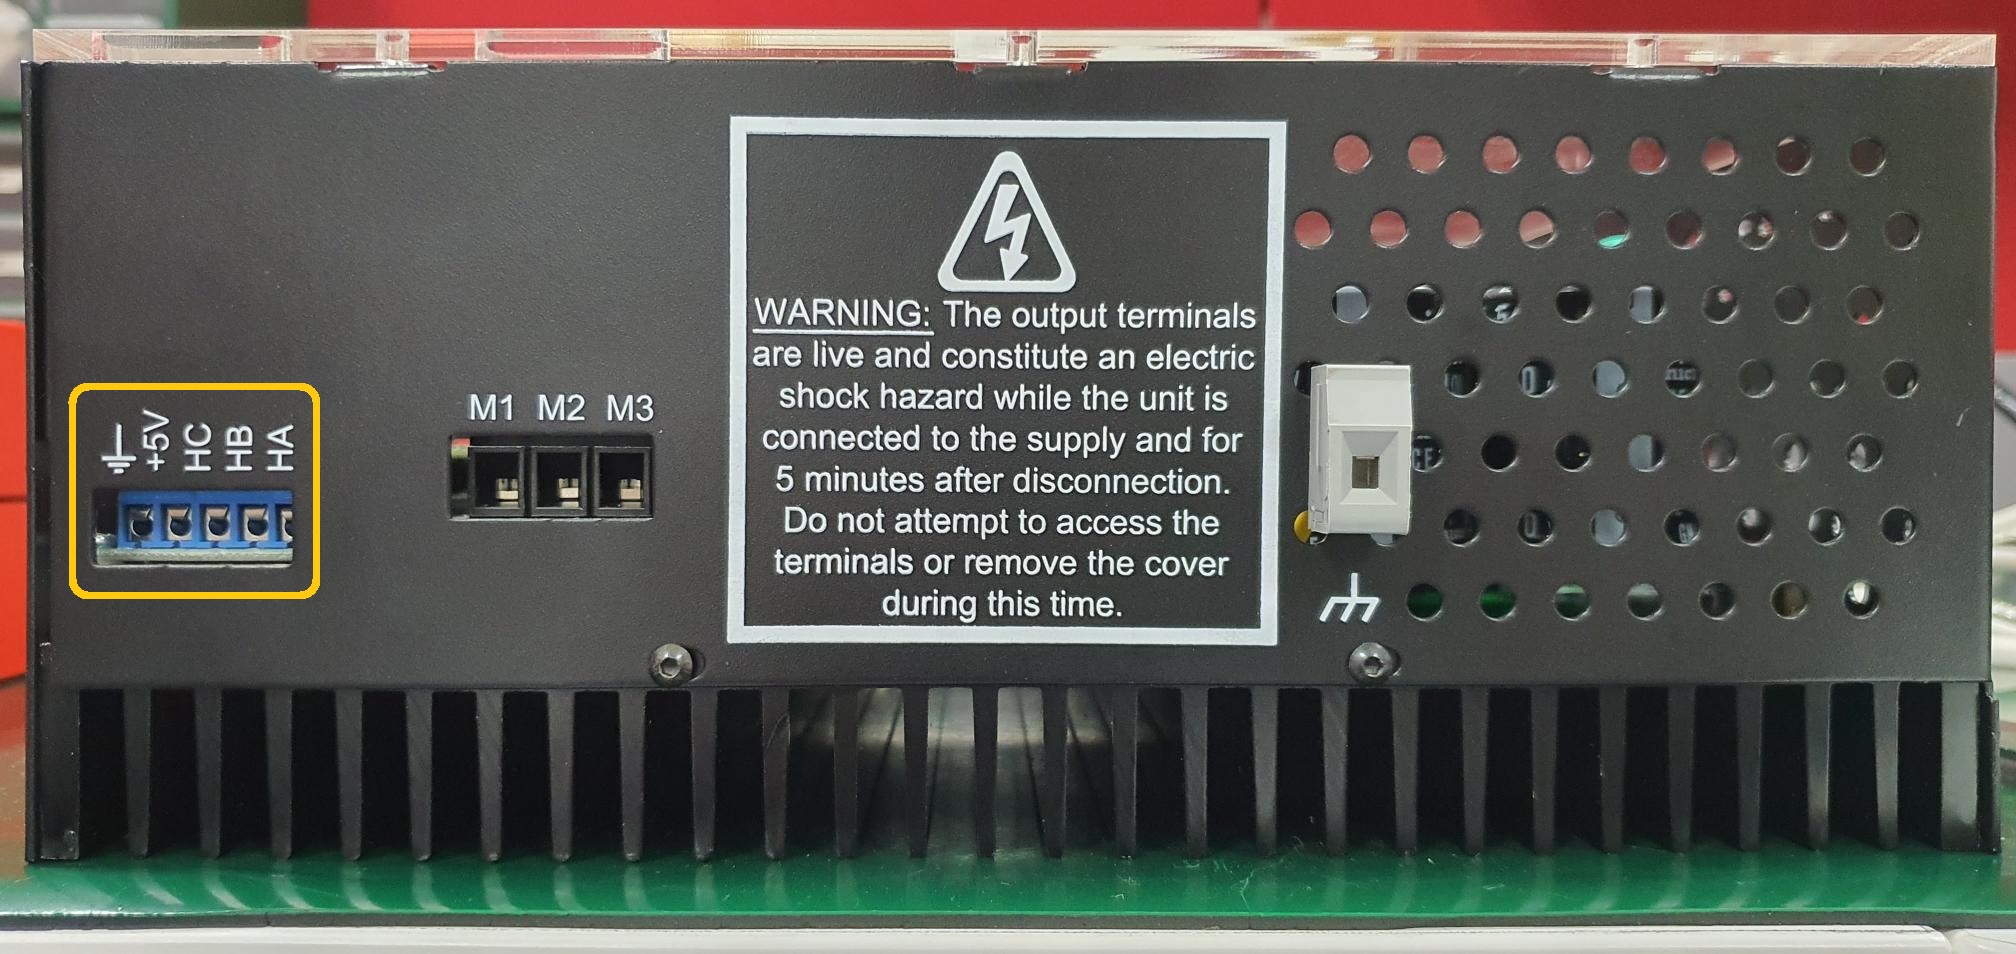 +5V
HC
HB
HA
M1 M2 M3
WARNING: The output terminals
are live and constitute an electric
shock hazard while the unit is
connected to the supply and for
5 minutes after disconnection.
Do not attempt to access the
terminals or remove the cover
during this time.